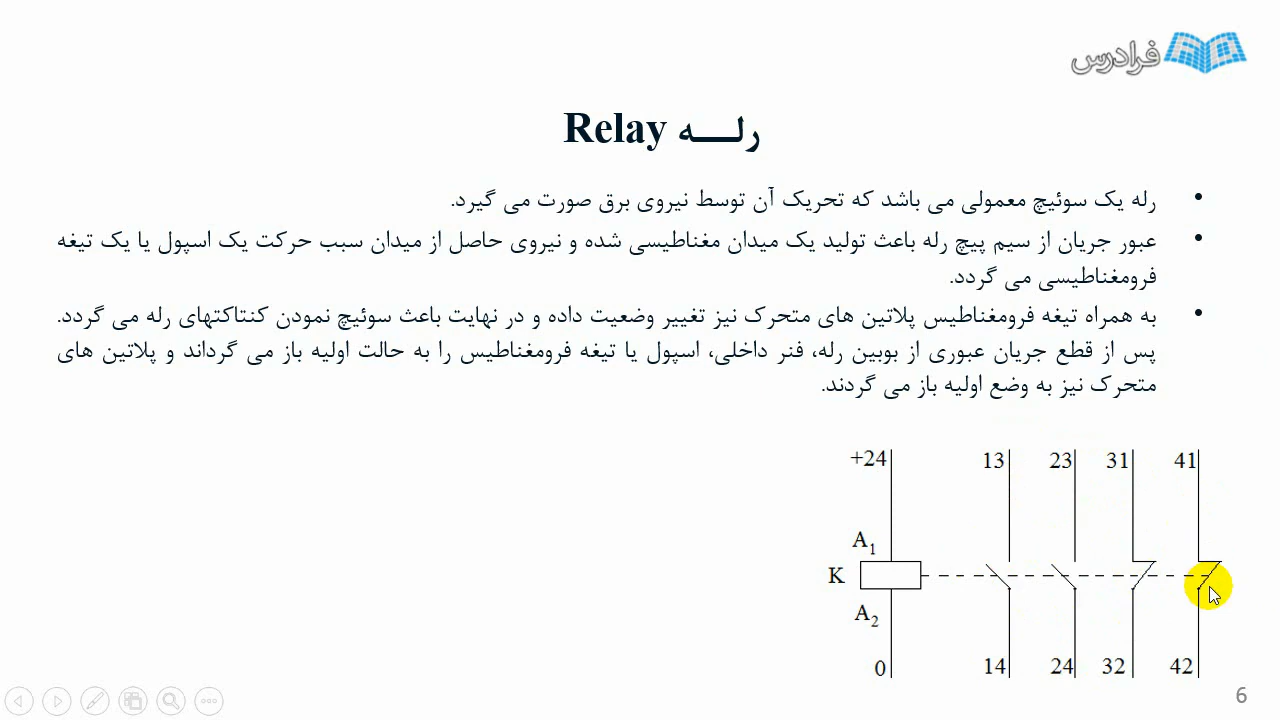 فرادرس
رلـــه Relay
• رله یک سوئیچ معمولی می باشد که تحریک آن توسط نیروی برق صورت می گیرد.
• عبور جریان از سیم پیچ رله باعث تولید یک میدان مغناطیسی شده و نیروی حاصل از میدان سبب حرکت یک اسپول یا یک تیغه
فرومغناطیسی می گردد.
• به همراه تیغه فرومغناطیس پلاتین های متحرک نیز تغییر وضعیت داده و در نهایت باعث سوئیچ نمودن کنتاکتهای رله می گردد.
پس از قطع جریان عبوری از بوبین رله، فنر داخلی، اسپول یا تیغه فرومغناطیس را به حالت اولیه باز می گرداند و پلاتین های
متحرک نیز به وضع اولیه باز می گردند.
+24 13 23 31 41
A1
K
A2
0 14 24 32 42
6